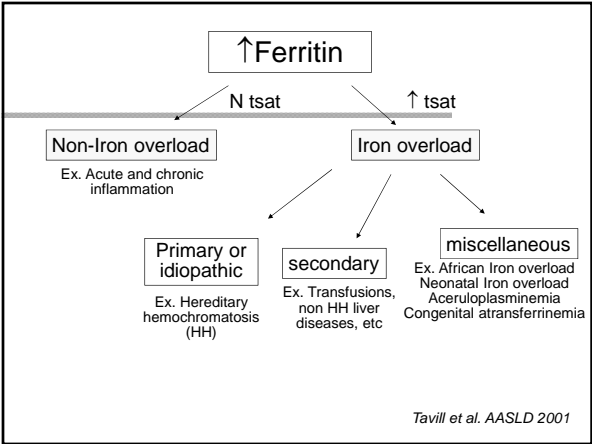 ↑Ferritin
N tsat
↑ tsat
Non-Iron overload
Ex. Acute and chronic
inflammation
Iron overload
Primary or
idiopathic
Ex. Hereditary
hemochromatosis
(HH)
secondary
Ex. Transfusions,
non HH liver
diseases, etc
miscellaneous
Ex. African Iron overload
Neonatal Iron overload
Aceruloplasminemia
Congenital atransferrinemia
Tavill et al. AASLD 2001